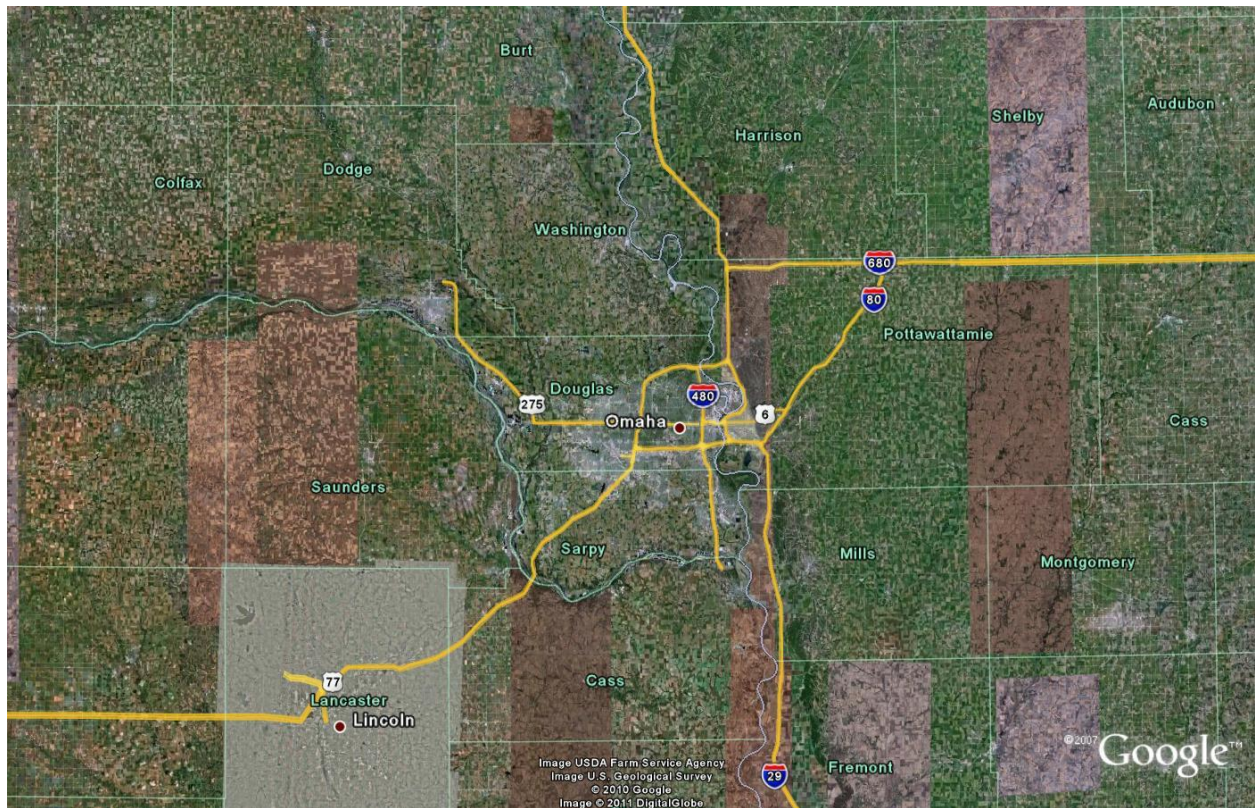 Burt
Shelby
Audubon
Harrison
Dodge
Colfax
Washington
680
80
Pottawattamie
Douglas
480
275
6
Omaha
Cass
Saunders
Sarpy
Mills
Montgomery
77
Cass
Lancaster
Lincoln
©2007 Google™
Image USDA Farm Service Agency
Image U.S. Geological Survey
© 2010 Google
Image © 2011 DigitalGlobe
Fremont
29